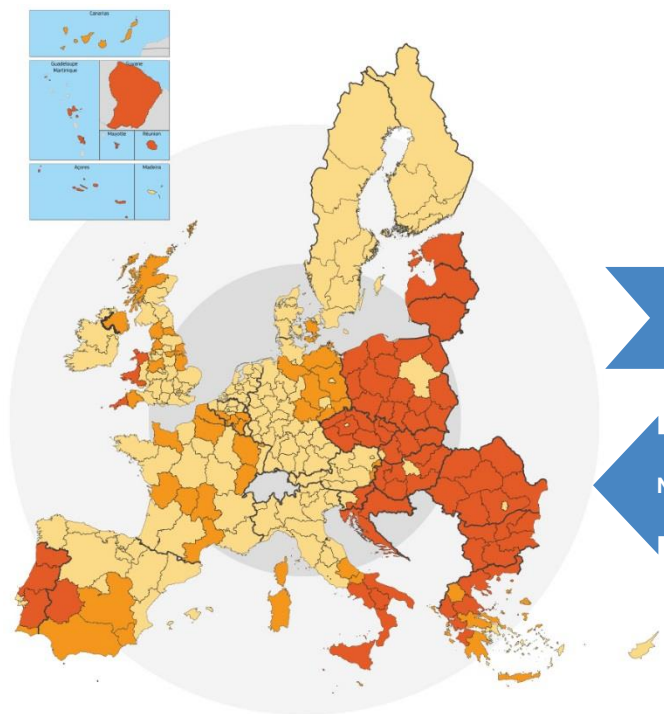 Canarias
Guadeloupe
Martinique
Guyane
Mayotte
Réunion
Açores
Madeira
N